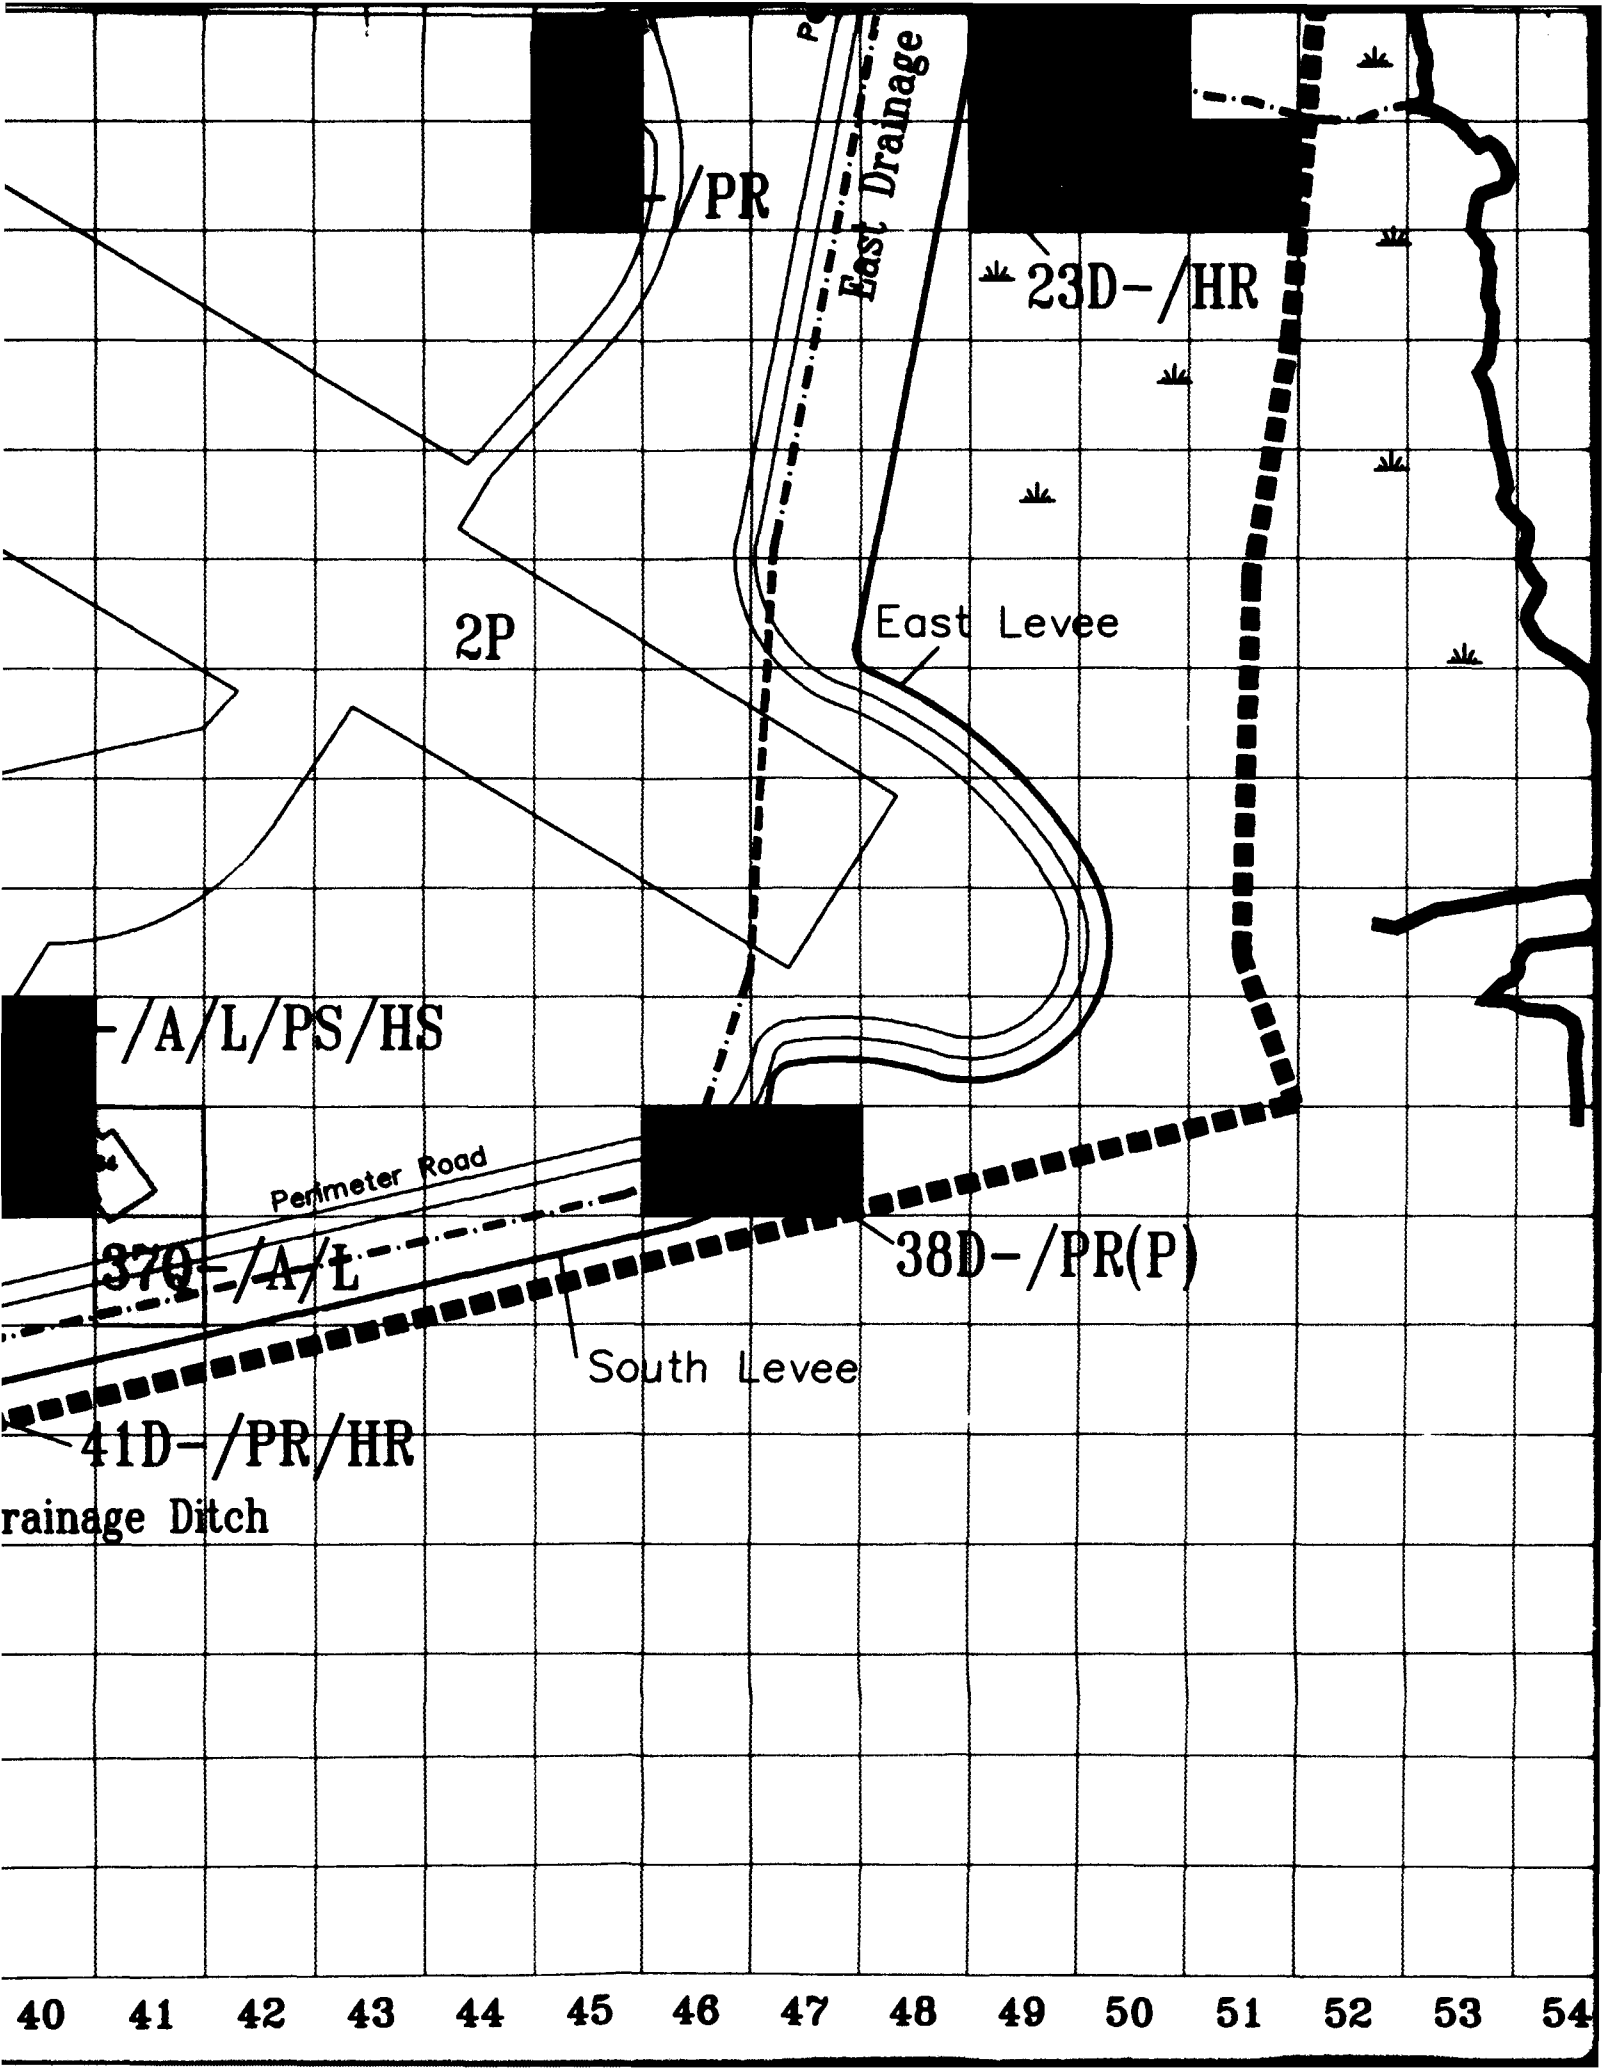 P
East Drainage
-/PR
23D-/HR
East Levee
2P
-/A/L/PS/HS
Perimeter Road
37Q-/A/L
38D-/PR(P)
South Levee
41D-/PR/HR
rainage Ditch
40 41 42 43 44 45 46 47 48 49 50 51 52 53 54